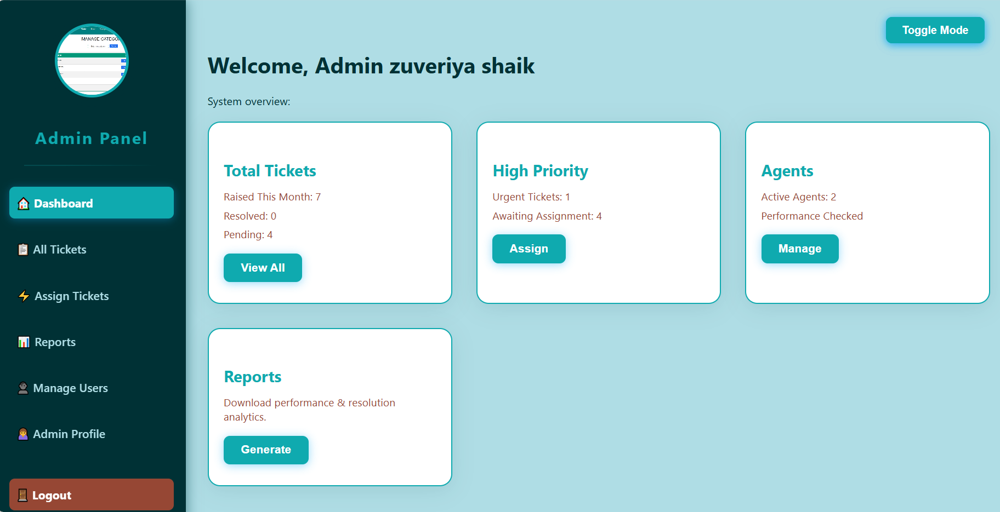 MANAGE CATEGO
Admin Panel
Dashboard
All Tickets
Assign Tickets
Reports
Manage Users
Admin Profile
Logout
Toggle Mode
Welcome, Admin zuveriya shaik
System overview:
Total Tickets
Raised This Month: 7
Resolved: 0
Pending: 4
View All
High Priority
Urgent Tickets: 1
Awaiting Assignment: 4
Assign
Agents
Active Agents: 2
Performance Checked
Manage
Reports
Download performance & resolution
analytics.
Generate